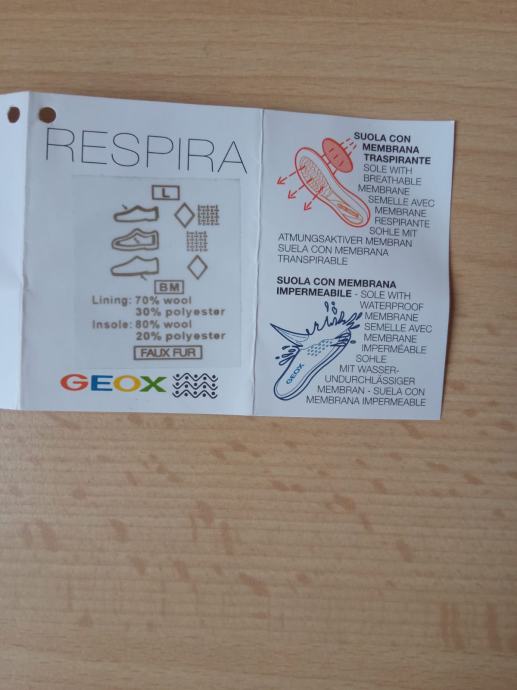 RESPIRA
L
BM
Lining: 70% wool
30% polyester
Insole: 80% wool
20% polyester
FAUX FUR
GEOX
SUOLA CON
MEMBRANA
TRASPIRANTE
SOLE WITH
BREATHABLE
MEMBRANE
SEMELLE AVEC
MEMBRANE
RESPIRANTE
SOHLE MIT
ATMUNGSAKTIVER MEMBRAN
SUELA CON MEMBRANA
TRANSPIRABLE
SUOLA CON MEMBRANA
IMPERMEABILE - SOLE WITH
WATERPROOF
MEMBRANE
SEMELLE AVEC
MEMBRANE
IMPERMÉABLE
SOHLE
MIT WASSER-
UNDURCHLÄSSIGER
MEMBRAN - SUELA CON
MEMBRANA IMPERMEABLE
GEOX